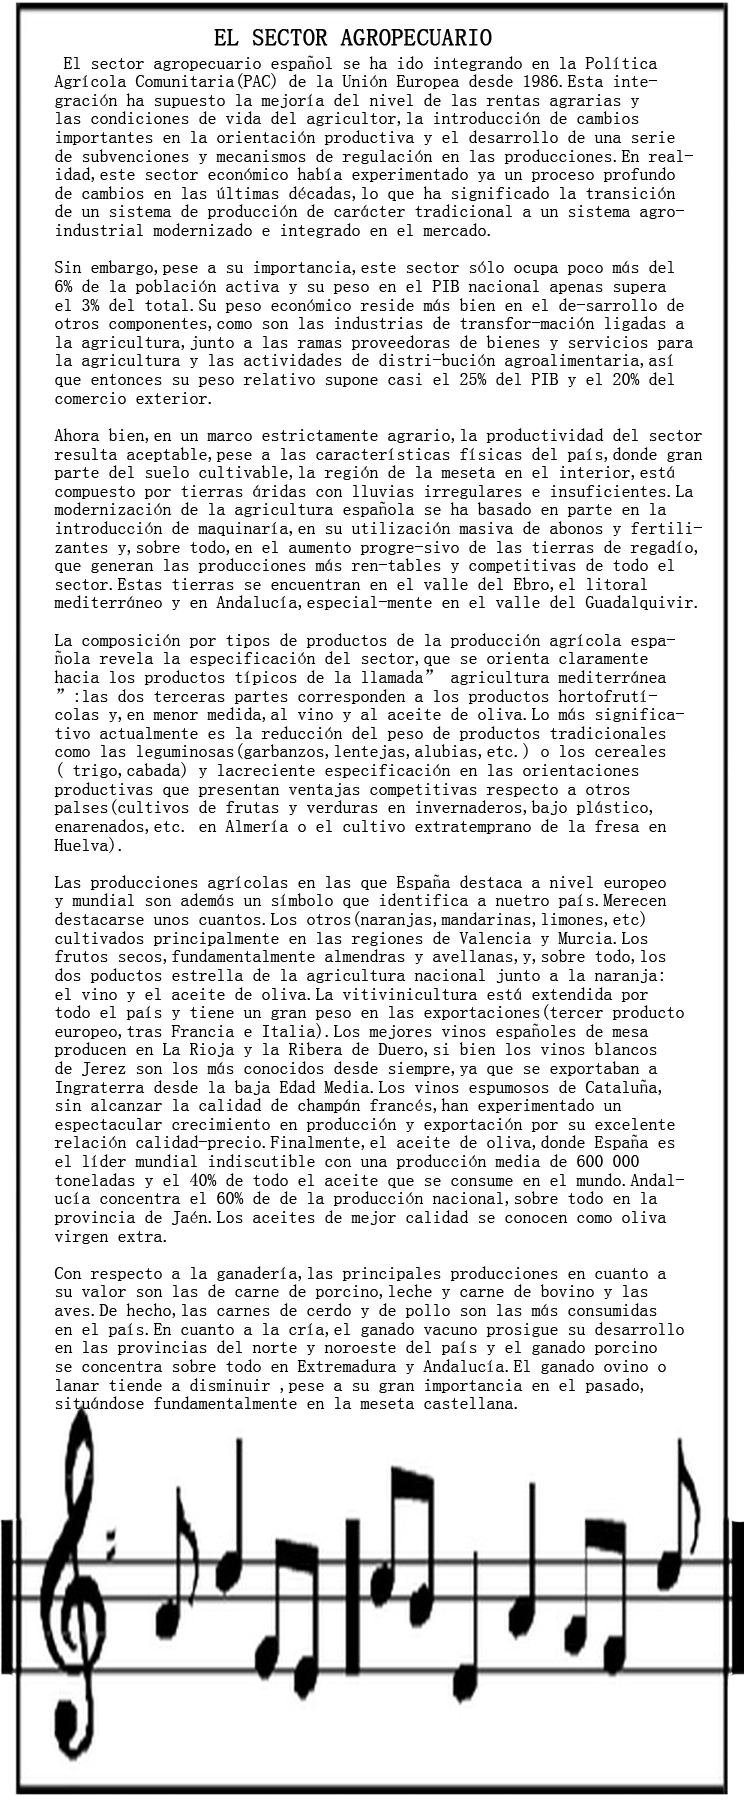 EL SECTOR AGROPECUARIO
El sector agropecuario español se ha ido integrando en la Política
Agrícola Comunitaria(PAC) de la Unión Europea desde 1986.Esta inte-
gración ha supuesto la mejoría del nivel de las rentas agrarias y
las condiciones de vida del agricultor,la introducción de cambios
importantes en la orientación productiva y el desarrollo de una serie
de subvenciones y mecanismos de regulación en las producciones.En real-
idad,este sector económico había experimentado ya un proceso profundo
de cambios en las últimas décadas,lo que ha significado la transición
de un sistema de producción de carácter tradicional a un sistema agro-
industrial modernizado e integrado en el mercado.

Sin embargo,pese a su importancia,este sector sólo ocupa poco más del
6% de la población activa y su peso en el PIB nacional apenas supera
el 3% del total.Su peso económico reside más bien en el de-sarrollo de
otros componentes,como son las industrias de transfor-mación ligadas a
la agricultura,junto a las ramas proveedoras de bienes y servicios para
la agricultura y las actividades de distri-bución agroalimentaria,así
que entonces su peso relativo supone casi el 25% del PIB y el 20% del
comercio exterior.

Ahora bien,en un marco estrictamente agrario,la productividad del sector
resulta aceptable,pese a las características físicas del país,donde gran
parte del suelo cultivable,la región de la meseta en el interior,está
compuesto por tierras áridas con lluvias irregulares e insuficientes.La
modernización de la agricultura española se ha basado en parte en la
introducción de maquinaría,en su utilización masiva de abonos y fertili-
zantes y,sobre todo,en el aumento progre-sivo de las tierras de regadío,
que generan las producciones más ren-tables y competitivas de todo el
sector.Estas tierras se encuentran en el valle del Ebro,el litoral
mediterráneo y en Andalucía,especial-mente en el valle del Guadalquivir.

La composición por tipos de productos de la producción agrícola espa-
ñola revela la especificación del sector,que se orienta claramente
hacia los productos típicos de la llamada” agricultura mediterránea
”:las dos terceras partes corresponden a los productos hortofrutí-
colas y,en menor medida,al vino y al aceite de oliva.Lo más significa-
tivo actualmente es la reducción del peso de productos tradicionales
como las leguminosas(garbanzos,lentejas,alubias,etc.) o los cereales
( trigo,cabada) y lacreciente especificación en las orientaciones
productivas que presentan ventajas competitivas respecto a otros
palses(cultivos de frutas y verduras en invernaderos,bajo plástico,
enarenados,etc. en Almería o el cultivo extratemprano de la fresa en
Huelva).

Las producciones agrícolas en las que España destaca a nivel europeo
y mundial son además un símbolo que identifica a nuetro país.Merecen
destacarse unos cuantos.Los otros(naranjas,mandarinas,limones,etc)
cultivados principalmente en las regiones de Valencia y Murcia.Los
frutos secos,fundamentalmente almendras y avellanas,y,sobre todo,los
dos poductos estrella de la agricultura nacional junto a la naranja:
el vino y el aceite de oliva.La vitivinicultura está extendida por
todo el país y tiene un gran peso en las exportaciones(tercer producto
europeo,tras Francia e Italia).Los mejores vinos españoles de mesa
producen en La Rioja y la Ribera de Duero,si bien los vinos blancos
de Jerez son los más conocidos desde siempre,ya que se exportaban a
Ingraterra desde la baja Edad Media.Los vinos espumosos de Cataluña,
sin alcanzar la calidad de champán francés,han experimentado un
espectacular crecimiento en producción y exportación por su excelente
relación calidad-precio.Finalmente,el aceite de oliva,donde España es
el líder mundial indiscutible con una producción media de 600 000
toneladas y el 40% de todo el aceite que se consume en el mundo.Andal-
ucía concentra el 60% de de la producción nacional,sobre todo en la
provincia de Jaén.Los aceites de mejor calidad se conocen como oliva
virgen extra.

Con respecto a la ganadería,las principales producciones en cuanto a
su valor son las de carne de porcino,leche y carne de bovino y las
aves.De hecho,las carnes de cerdo y de pollo son las más consumidas
en el país.En cuanto a la cría,el ganado vacuno prosigue su desarrollo
en las provincias del norte y noroeste del país y el ganado porcino
se concentra sobre todo en Extremadura y Andalucía.El ganado ovino o
lanar tiende a disminuir ,pese a su gran importancia en el pasado,
situándose fundamentalmente en la meseta castellana.